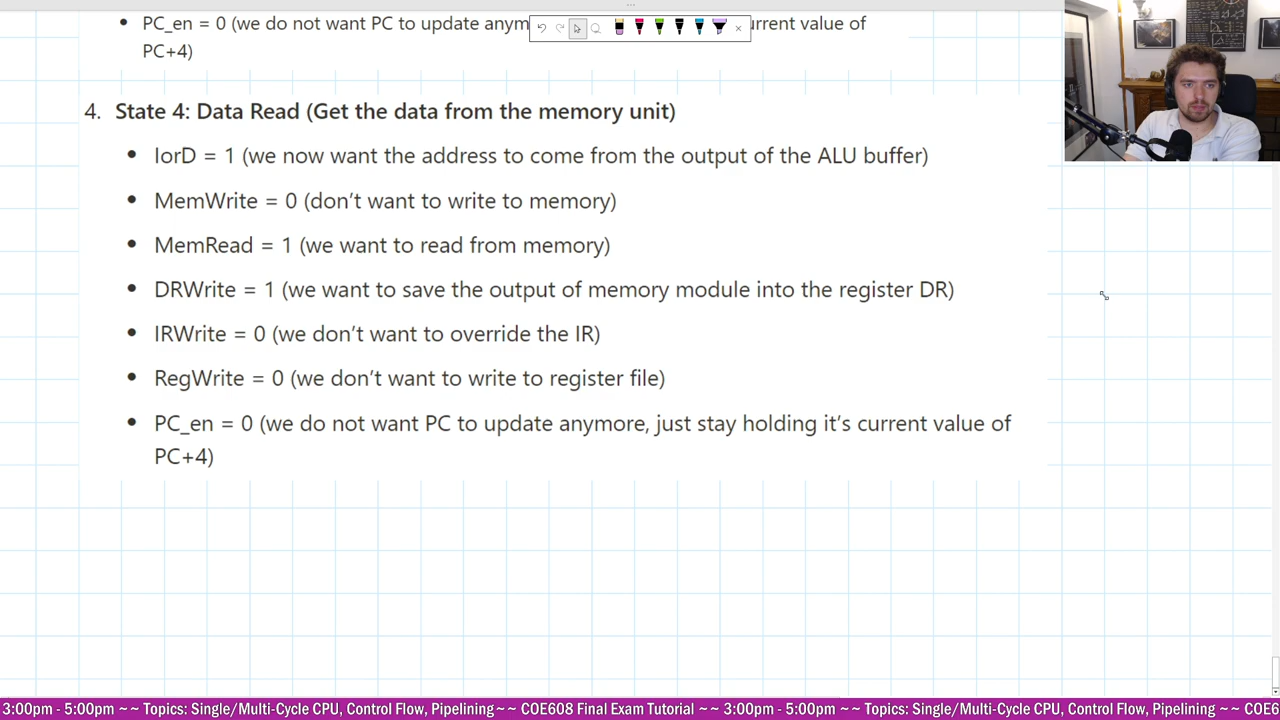 PC_en = 0 (we do not want PC to update anym urrent value of
PC+4)
4. State 4: Data Read (Get the data from the memory unit)
IorD = 1 (we now want the address to come from the output of the ALU buffer)
MemWrite = 0 (don't want to write to memory)
MemRead = 1 (we want to read from memory)
DRWrite = 1 (we want to save the output of memory module into the register DR)
IRWrite = 0 (we don't want to override the IR)
RegWrite = 0 (we don't want to write to register file)
PC_en = 0 (we do not want PC to update anymore, just stay holding it's current value of
PC+4)
3:00pm - 5:00pm ~ ~ Topics: Single/Multi-Cycle CPU, Control Flow, Pipelining~ ~ COE608 Final Exam Tutorial ~ ~ 3:00pm - 5:00pm ~ ~ Topics: Single/Multi-Cycle CPU, Control Flow, Pipelining ~ ~ COE6